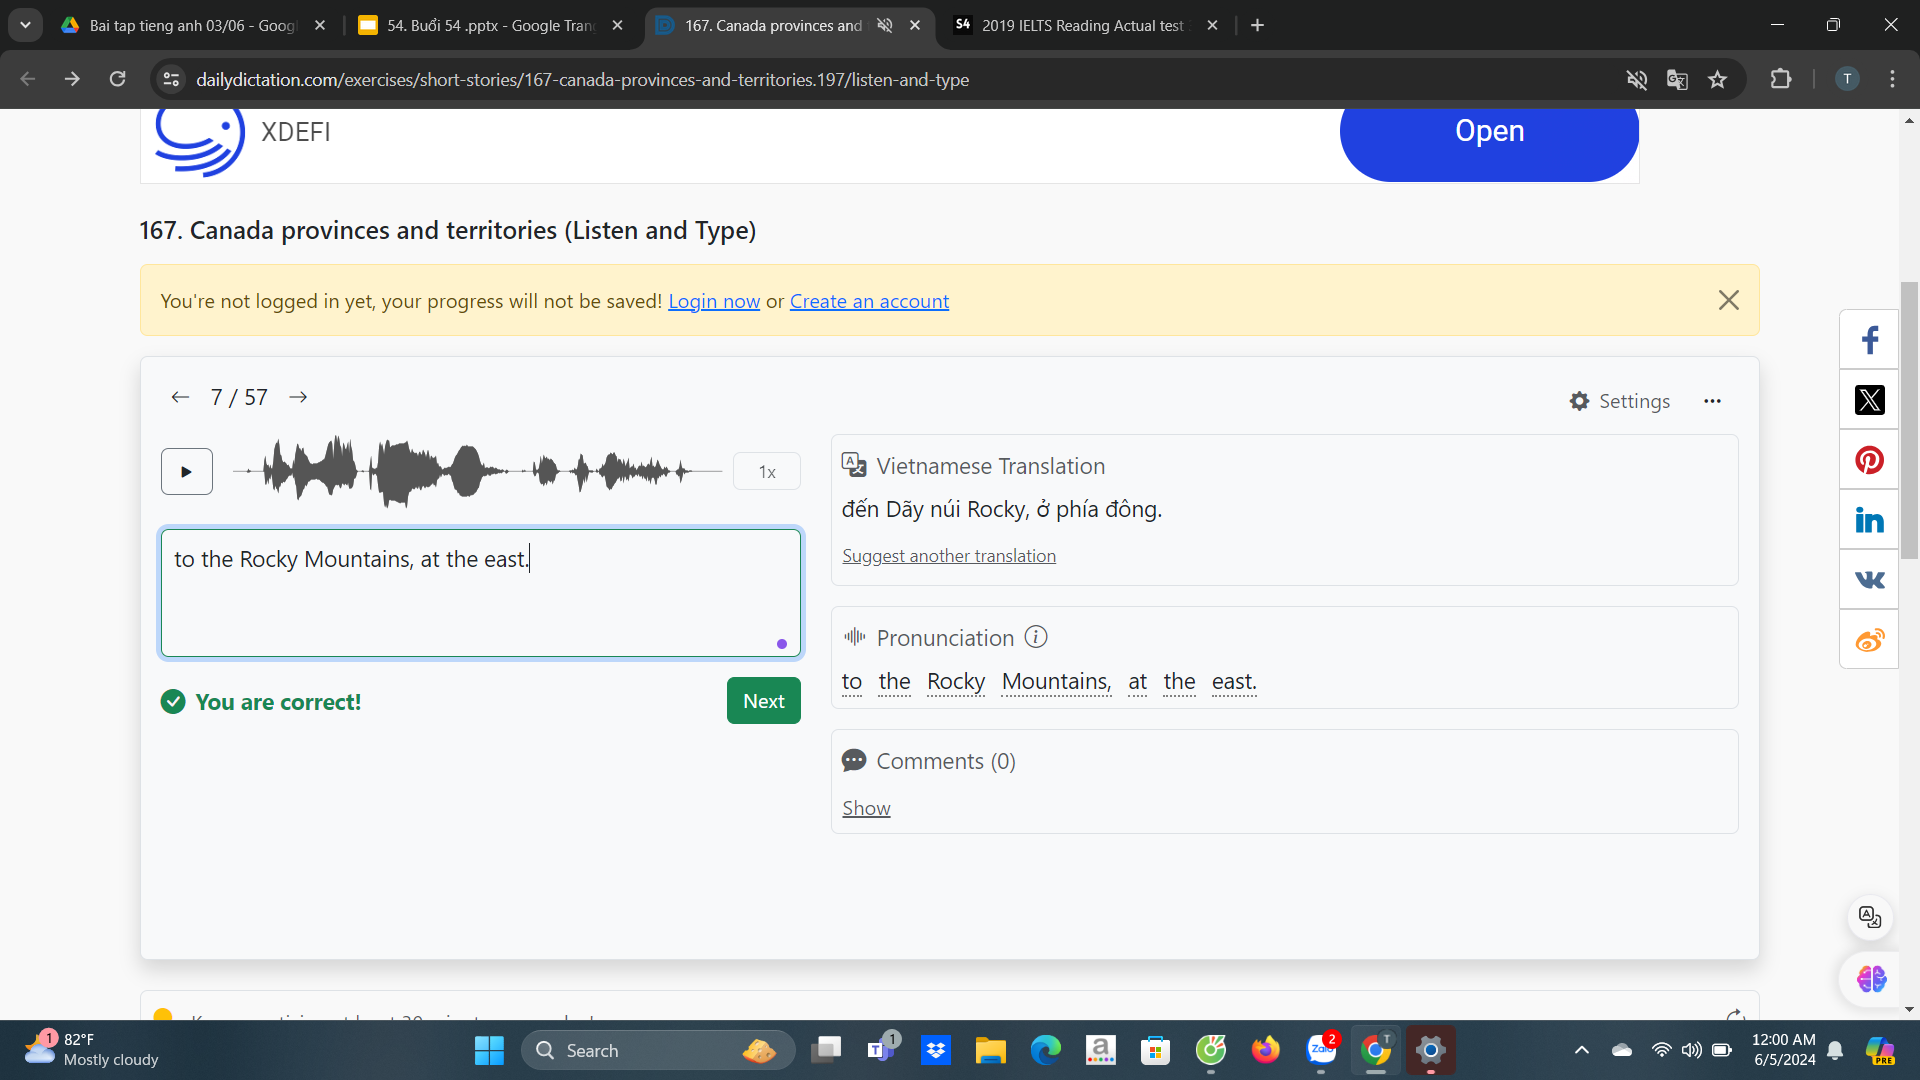 Bai tap tieng anh 03/06 - Googl
54. Buổi 54 .pptx - Google Tran
167. Canada provinces and
S4 2019 IELTS Reading Actual test
dailydictation.com/exercises/short-stories/167-canada-provinces-and-territories.197/listen-and-type
T
XDEFI
Open
167. Canada provinces and territories (Listen and Type)
You're not logged in yet, your progress will not be saved! Login now or Create an account
7 / 57
Settings
1x
Vietnamese Translation
đến Dãy núi Rocky, ở phía đông.
Suggest another translation
to the Rocky Mountains, at the east.
Pronunciation
to the Rocky Mountains, at the east.
You are correct!
Next
Comments (0)
Show
1
82°F
Mostly cloudy
Search
1
Zalo
2
T
PRE
12:00 AM
6/5/2024